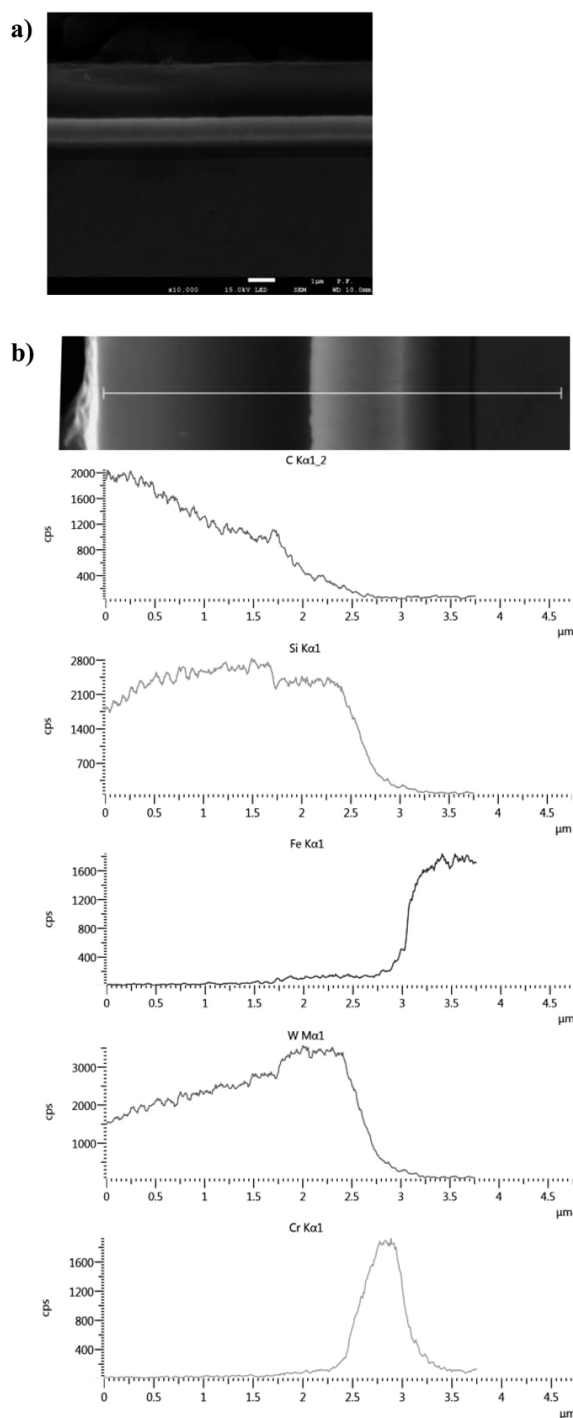 a)
1µm P.F.
x10,000 15.0kV LED SEM WD 10.0mm
b)
C Kα1_2
2000
1600
1200
800
400
cps
0 0.5 1 1.5 2 2.5 3 3.5 4 4.5
µm
Si Kα1
2800
2100
1400
700
cps
0 0.5 1 1.5 2 2.5 3 3.5 4 4.5
µm
Fe Kα1
1600
1200
800
400
cps
0 0.5 1 1.5 2 2.5 3 3.5 4 4.5
µm
W Mα1
3000
2000
1000
cps
0 0.5 1 1.5 2 2.5 3 3.5 4 4.5
µm
Cr Kα1
1600
1200
800
400
cps
0 0.5 1 1.5 2 2.5 3 3.5 4 4.5
µm